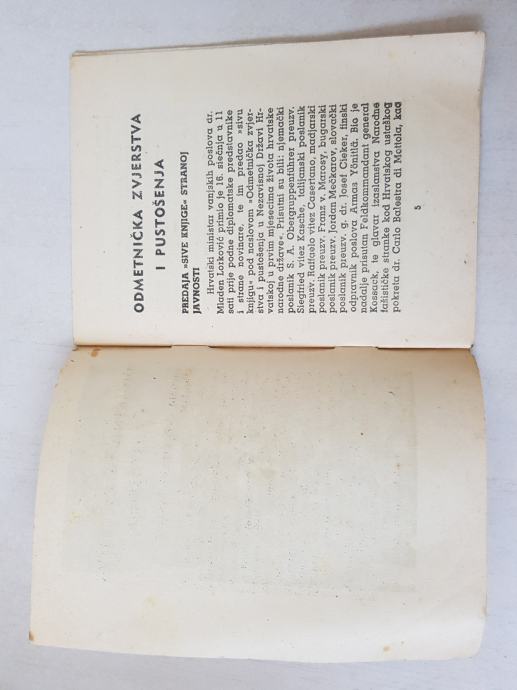 ODMETNIČKA ZVJERSTVA
I PUSTOŠENJA
PREDAJA »SIVE KNJIGE« STRANOJ
JAVNOSTI
Hrvatski ministar vanjskih poslova dr.
Mladen Lorković primio je 16. siečnja u 11
sati prije podne diplomatske predstavnike
i strane novinare te im predao »sivu
knjigu« pod naslovom »Odmetnička zvjer-
stva i pustošenja u Nezavisnoj Državi Hr-
vatskoj u prvim mjesecima života hrvatske
narodne države«. Prisutni su bili: njemački
poslanik S. A. Obergruppenführer preuzv.
Siegfried vitez Kasche, talijanski poslanik
preuzv. Raffaelo vitez Casertano, madjarski
poslanik preuzv. Franz v. Marosy, bugarski
poslanik preuzv. Jordan Mečkarov, slovački
poslanik preuzv. g. dr. Josef Cieker, finski
odpravnik poslova Armas Yönitlä. Bio je
nadalje prisutan Feldkommandant general
Kossack, te glavar izaslanstva Narodne
fašističke stranke kod Hrvatskog ustaškog
pokreta dr. Carlo Balestra di Mottola, kao
5